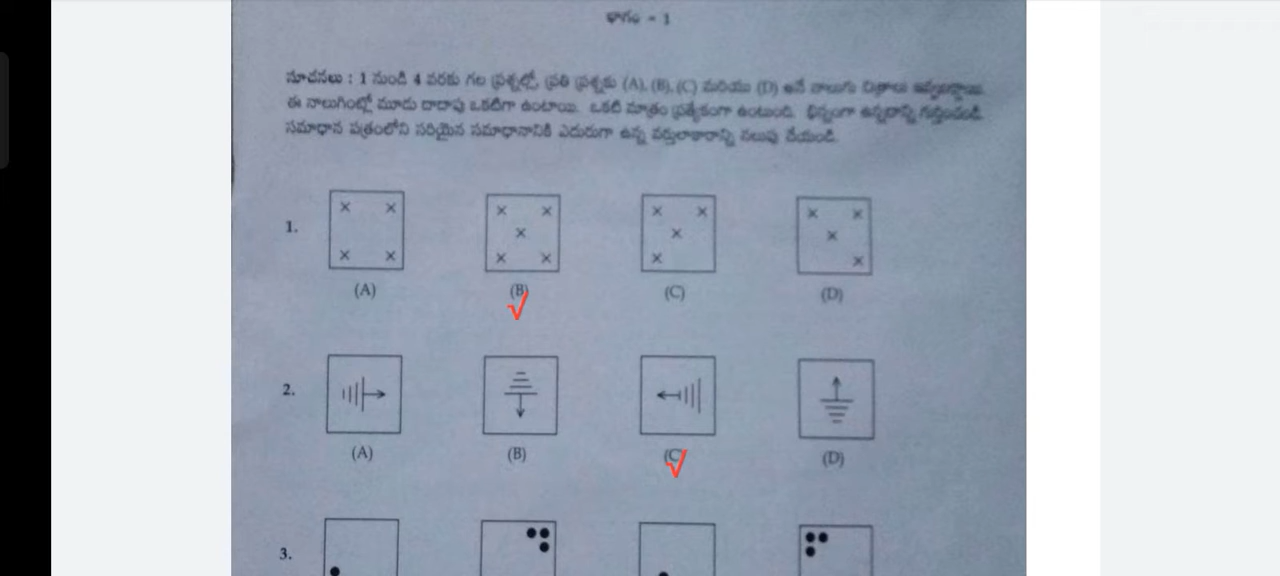 భాగం - 1
సూచనలు : 1 నుండి 4 వరకు గల ప్రశ్నల్లో, ప్రతి ప్రశ్నకు (A), (B), (C) మరియు (D) అనే నాలుగు చిత్రాలు ఇవ్వబడ్డాయి.
ఈ నాలుగింట్లో మూడు దాదాపు ఒకటిగా ఉంటాయి. ఒకటి మాత్రం ప్రత్యేకంగా ఉంటుంది. భిన్నంగా ఉన్నదాన్ని గుర్తించండి.
సమాధాన పత్రంలోని సరియైన సమాధానానికి ఎదురుగా ఉన్న వర్తులాకారాన్ని నలుపు చేయండి.
1.
(A) (B) (C) (D)
2.
(A) (B) (C) (D)
3.